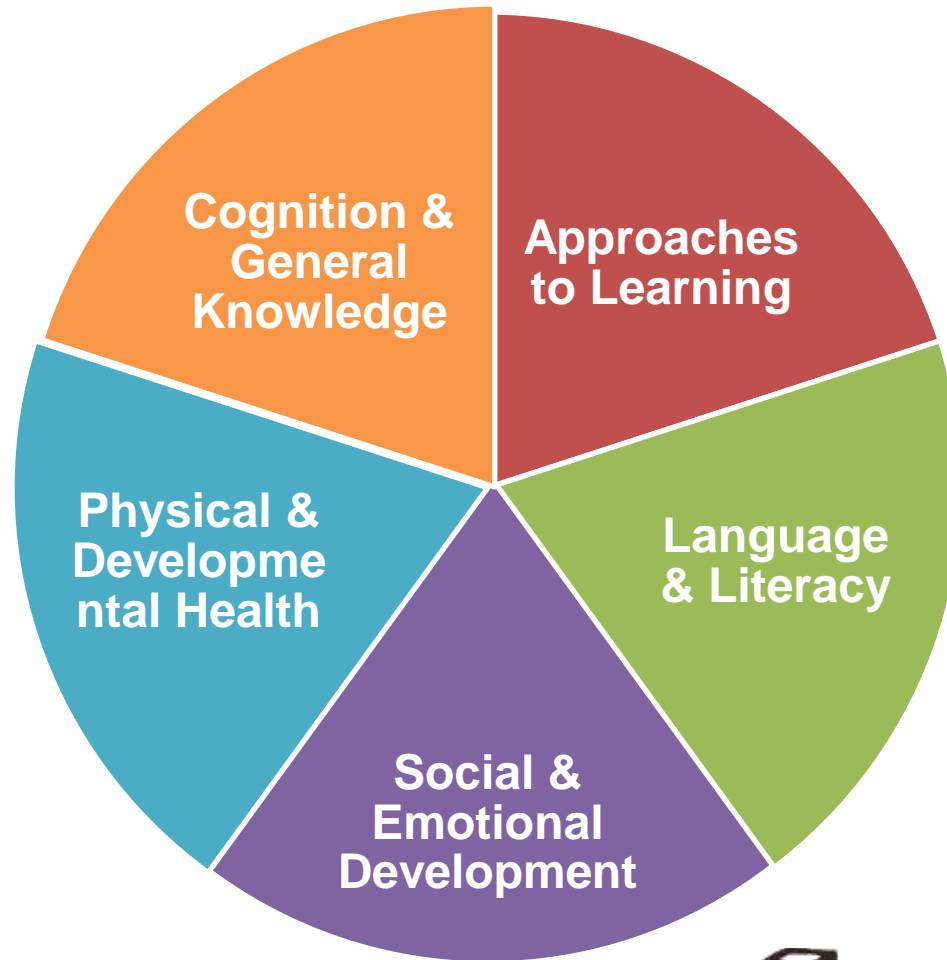 Cognition &
General
Knowledge
Approaches
to Learning
Physical &
Developme
ntal Health
Language
& Literacy
Social &
Emotional
Development